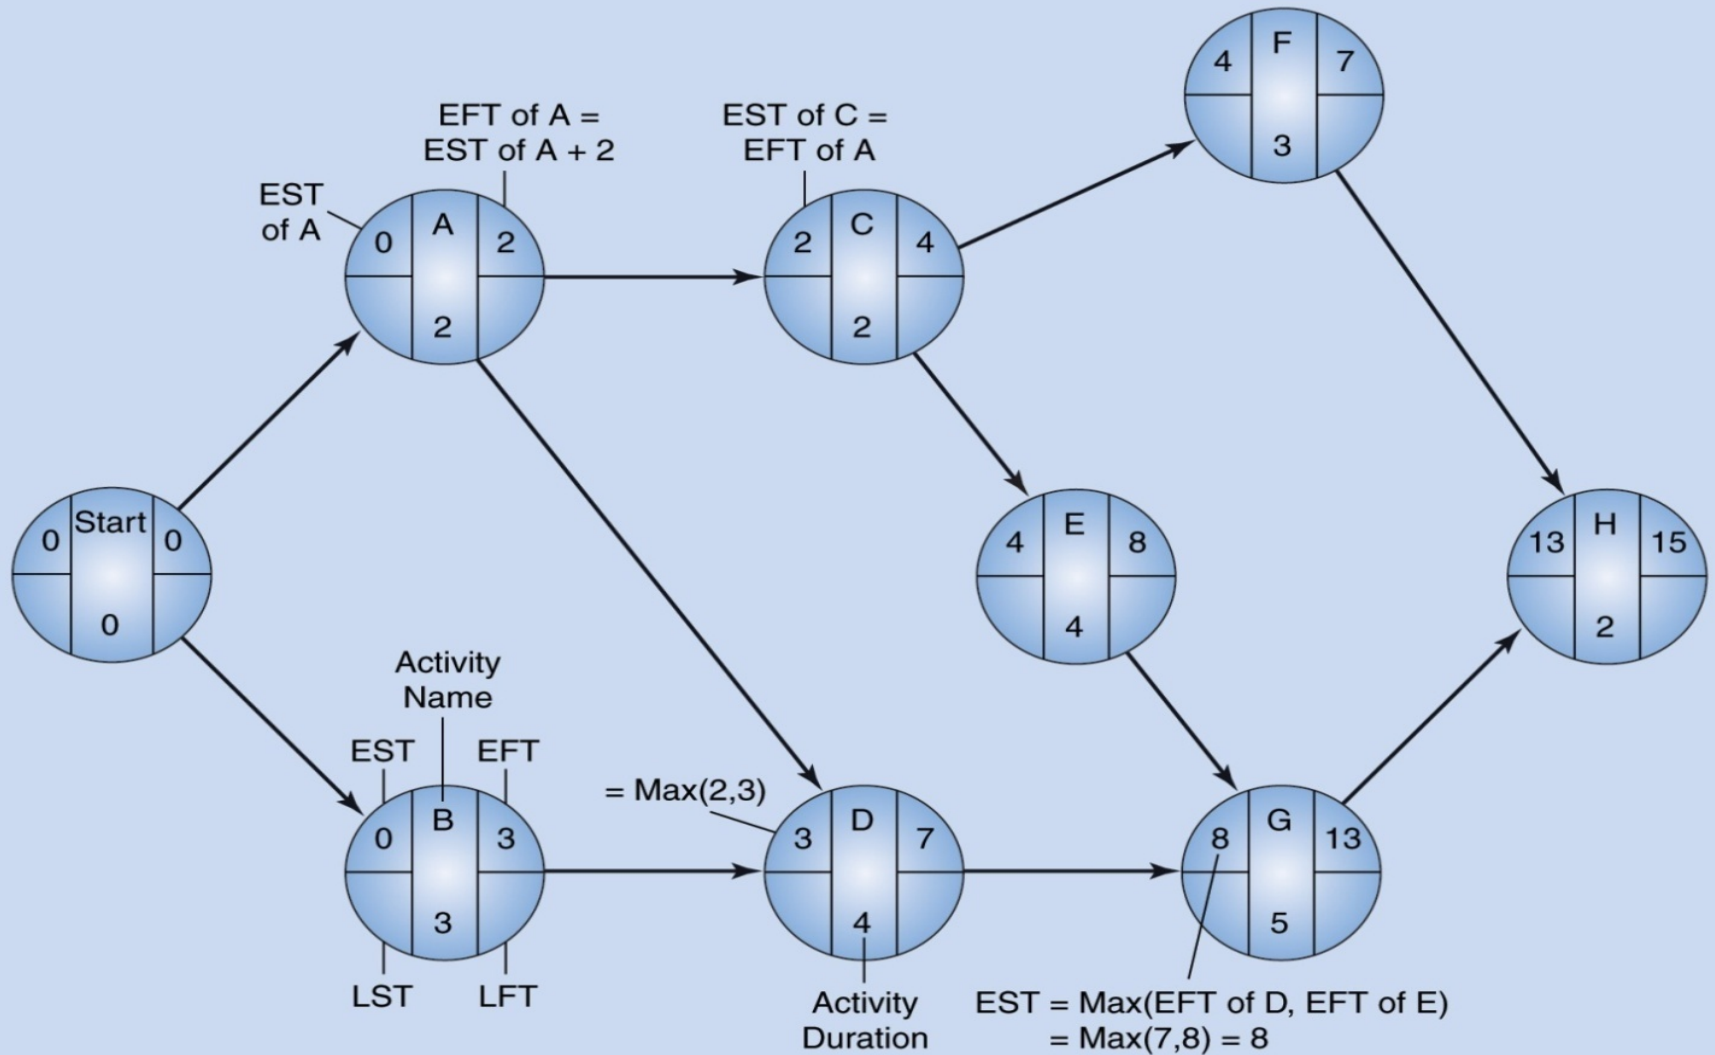 F
4
7
3
EFT of A =
EST of A + 2
EST of C =
EFT of A
EST
of A
A
0
2
2
C
2
4
2
Start
0
0
0
E
4
8
4
H
13
15
2
Activity
Name
EST
EFT
B
0
3
3
LST
LFT
= Max(2,3)
D
3
7
4
Activity
Duration
G
8
13
5
EST = Max(EFT of D, EFT of E)
= Max(7,8) = 8